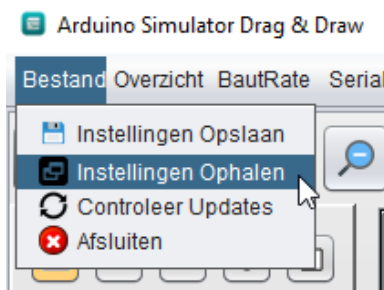 Arduino Simulator Drag & Draw
Bestand Overzicht BautRate Serial
Instellingen Opslaan
Instellingen Ophalen
Controleer Updates
Afsluiten